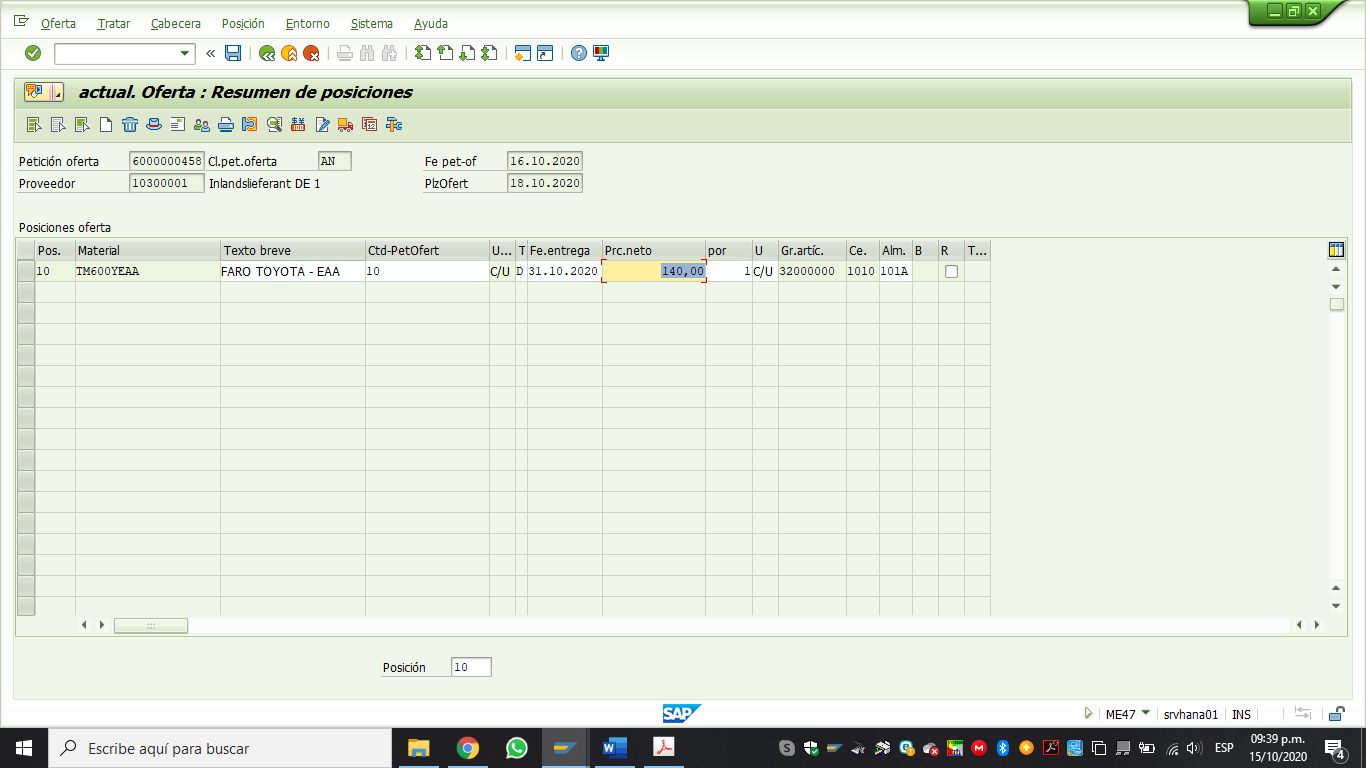 Oferta Tratar Cabecera Posición Entorno Sistema Ayuda
actual. Oferta : Resumen de posiciones
Petición oferta 6000000458 Cl.pet.oferta AN Fe pet-of 16.10.2020
Proveedor 10300001 Inlandslieferant DE 1 PlzOfert 18.10.2020
Posiciones oferta
Pos. Material Texto breve Ctd-PetOfert U... T Fe.entrega Prc.neto por U Gr.artíc. Ce. Alm. B R T...
10 TM600YEAA FARO TOYOTA - EAA 10 C/U D 31.10.2020 140,00 1 C/U 32000000 1010 101A
Posición 10
SAP
ME47 srvhana01 INS
Escribe aquí para buscar
ESP
09:39 p.m.
15/10/2020
4